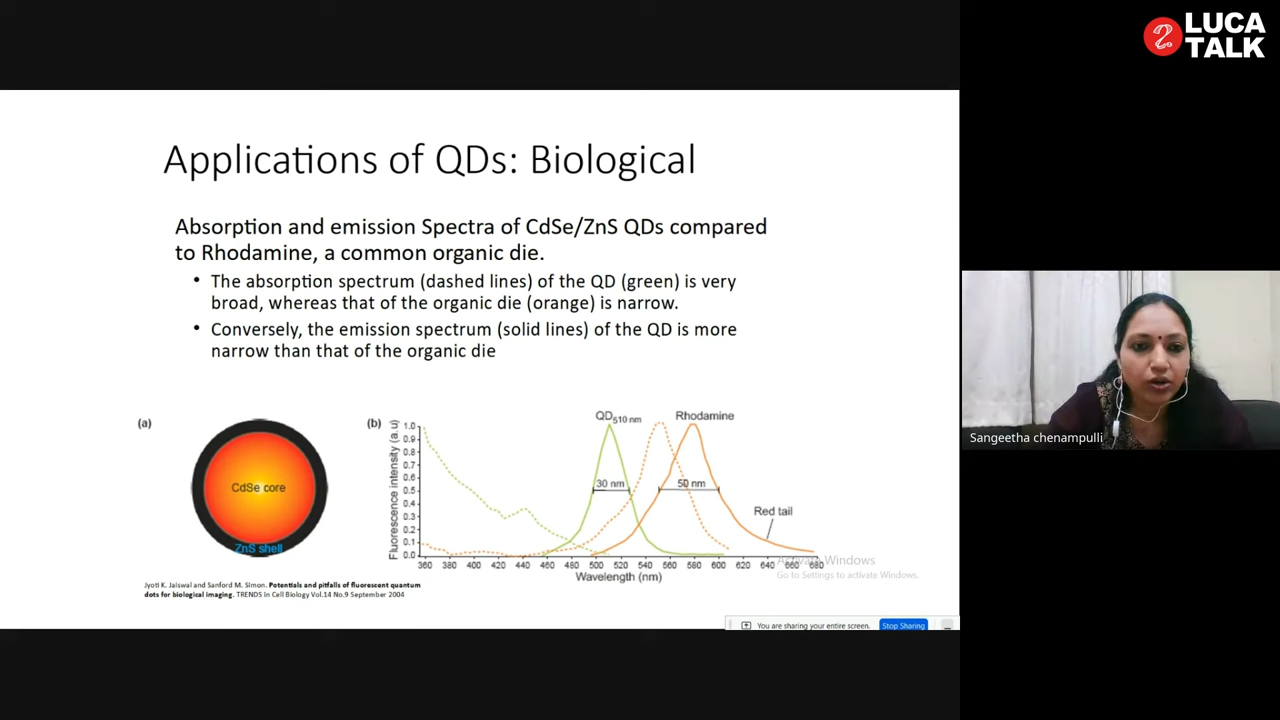 LUCA
TALK
Applications of QDs: Biological
Absorption and emission Spectra of CdSe/ZnS QDs compared
to Rhodamine, a common organic die.
• The absorption spectrum (dashed lines) of the QD (green) is very
broad, whereas that of the organic die (orange) is narrow.
• Conversely, the emission spectrum (solid lines) of the QD is more
narrow than that of the organic die
(a)
CdSe core
ZnS shell
(b)
Fluorescence intensity (a.u)
1.0
0.9
0.8
0.7
0.6
0.5
0.4
0.3
0.2
0.1
0.0
QD510 nm
Rhodamine
30 nm
50 nm
Red tail
360 380 400 420 440 460 480 500 520 540 560 580 600 620 640 660 680
Wavelength (nm)
Jyoti K. Jaiswal and Sanford M. Simon. Potentials and pitfalls of fluorescent quantum
dots for biological imaging. TRENDS in Cell Biology Vol.14 No.9 September 2004
Activate Windows
Go to Settings to activate Windows.
You are sharing your entire screen.
Stop Sharing
Sangeetha chenampulli